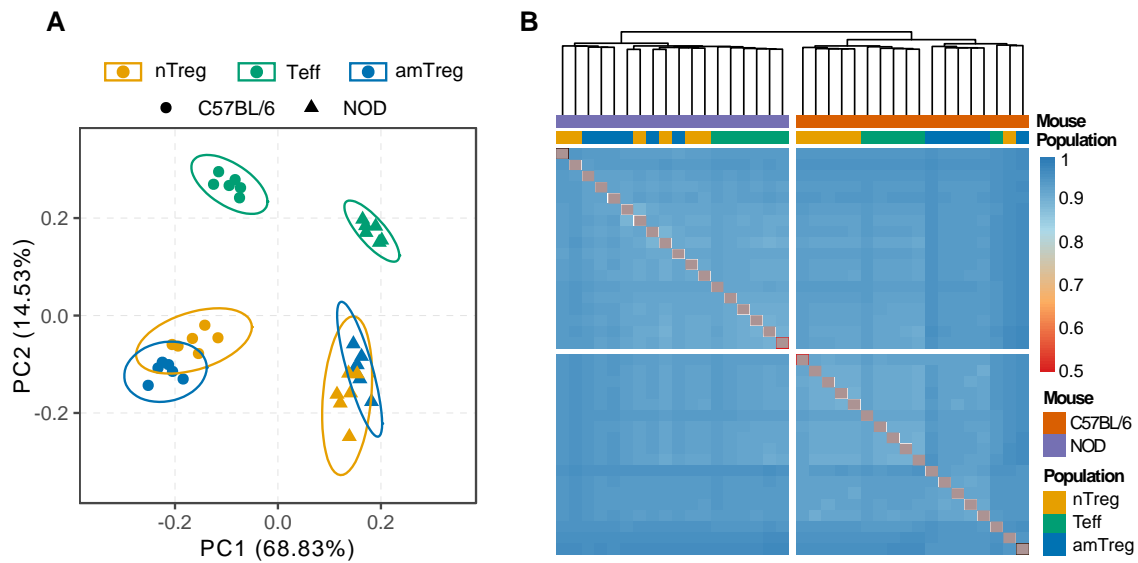 A
nTreg Teff amTreg
C57BL/6 NOD
0.2
0.0
-0.2
PC2 (14.53%)
-0.2 0.0 0.2
PC1 (68.83%)
B
Mouse
Population
1
0.9
0.8
0.7
0.6
0.5
Mouse
C57BL/6
NOD
Population
nTreg
Teff
amTreg